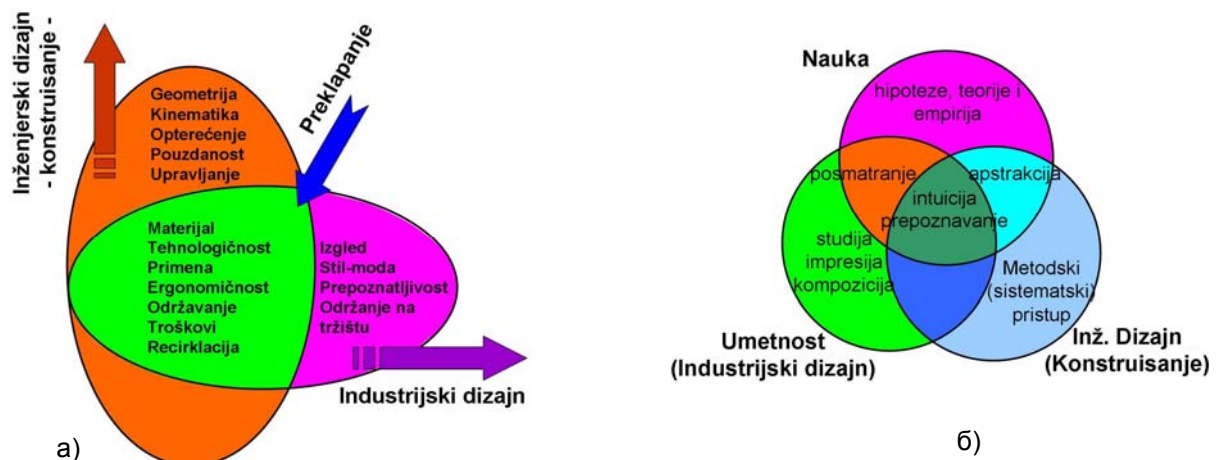 Inženjerski dizajn
- konstruisanje -
Geometrija
Kinematika
Opterećenje
Pouzdanost
Upravljanje
Preklapanje
Materijal
Tehnologičnost
Primena
Ergonomičnost
Održavanje
Troškovi
Recirklacija
Izgled
Stil-moda
Prepoznatljivost
Održanje na
tržištu
Industrijski dizajn
a)
Nauka
hipoteze, teorije i
empirija
posmatranje
apstrakcija
intuicija
prepoznavanje
studija
impresija
kompozicija
Metodski
(sistematski)
pristup
Umetnost
(Industrijski dizajn)
Inž. Dizajn
(Konstruisanje)
б)